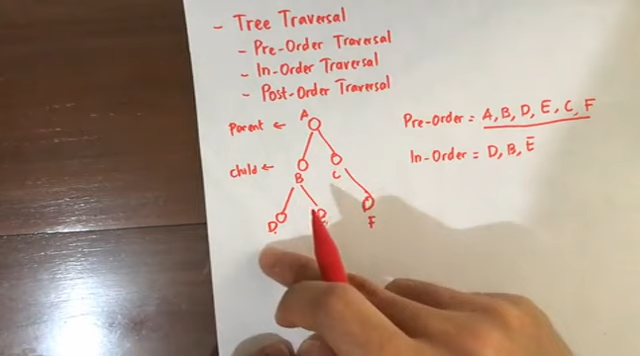 - Tree Traversal
- Pre-Order Traversal
- In-Order Traversal
- Post-Order Traversal
A
Parent ←
Child ←
B
C
D
F
Pre-Order = A, B, D, E, C, F
In-Order = D, B, E